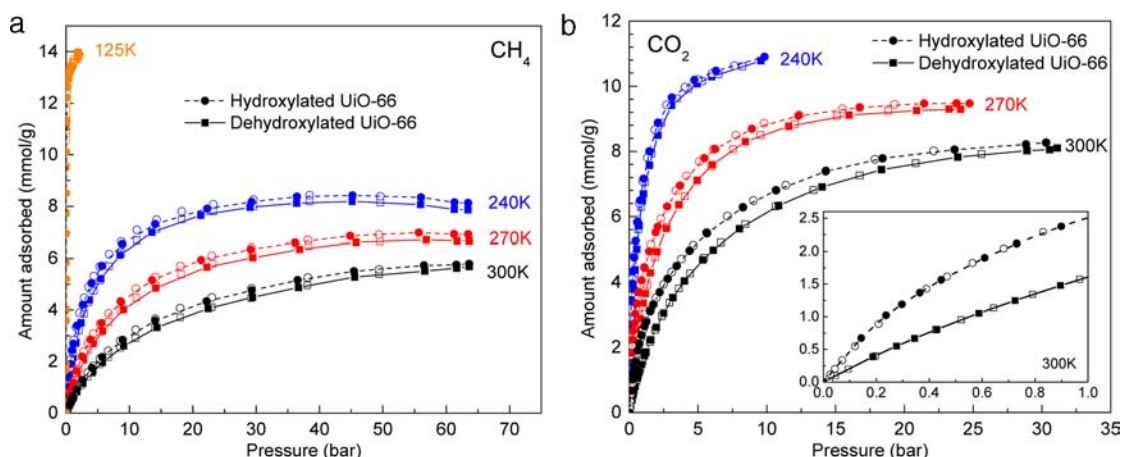 a
125K
CH4
Hydroxylated UiO-66
Dehydroxylated UiO-66
240K
270K
300K
Amount adsorbed (mmol/g)
0
2
4
6
8
10
12
14
0 10 20 30 40 50 60 70
Pressure (bar)
b
CO2
240K
Hydroxylated UiO-66
Dehydroxylated UiO-66
270K
300K
Amount adsorbed (mmol/g)
12
10
8
6
4
2
0
2.5
2.0
1.5
1.0
0.5
0.0
300K
0.0 0.2 0.4 0.6 0.8 1.0
0 5 10 15 20 25 30 35
Pressure (bar)